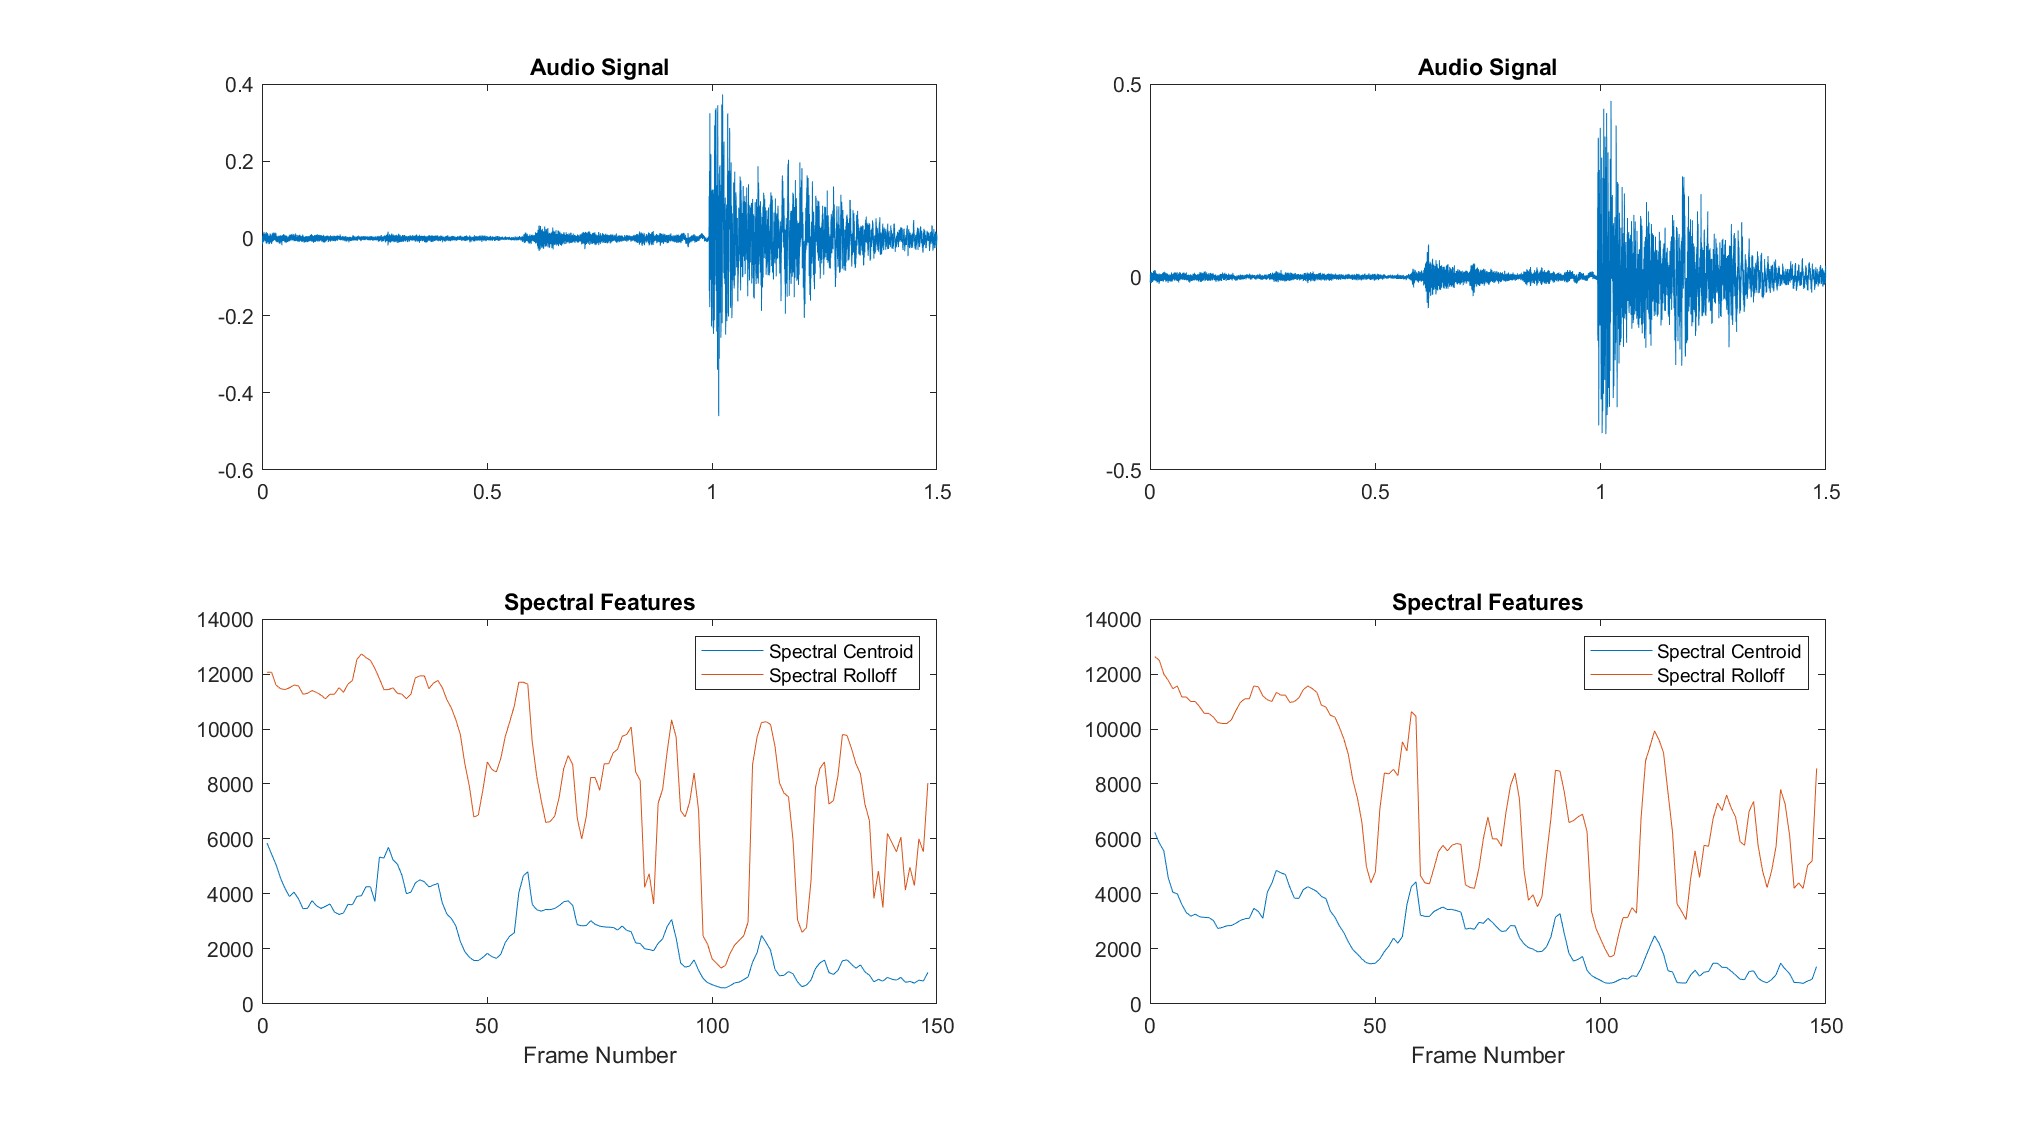 Audio Signal
0.4
0.2
0
-0.2
-0.4
-0.6
0 0.5 1 1.5
Audio Signal
0.5
0
-0.5
0 0.5 1 1.5
Spectral Features
14000
12000
10000
8000
6000
4000
2000
0
Spectral Centroid
Spectral Rolloff
0 50 100 150
Frame Number
Spectral Features
14000
12000
10000
8000
6000
4000
2000
0
Spectral Centroid
Spectral Rolloff
0 50 100 150
Frame Number